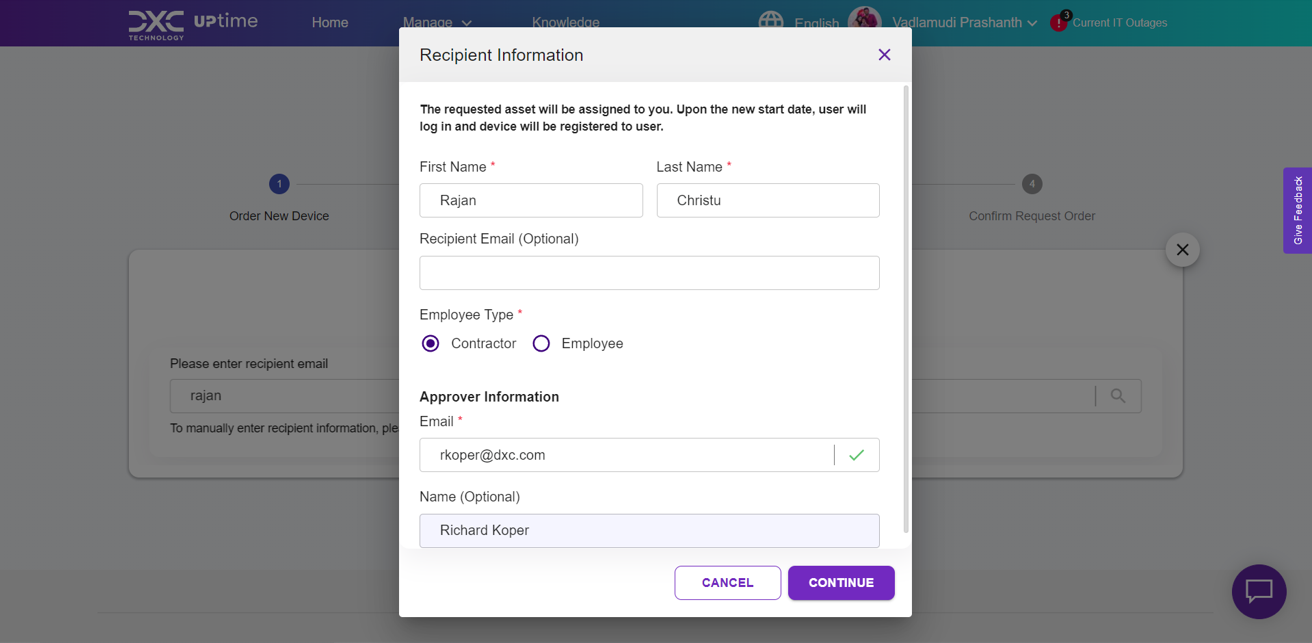 DXC UPtime
TECHNOLOGY
Home
Manage
Knowledge
English
Vadlamudi Prashanth
3
Current IT Outages
Recipient Information
The requested asset will be assigned to you. Upon the new start date, user will
log in and device will be registered to user.
First Name *
Last Name *
Rajan
Christu
Recipient Email (Optional)
Employee Type *
Contractor
Employee
Approver Information
Email *
rkoper@dxc.com
Name (Optional)
Richard Koper
CANCEL
CONTINUE
1
Order New Device
4
Confirm Request Order
Please enter recipient email
rajan
To manually enter recipient information,
Give Feedback